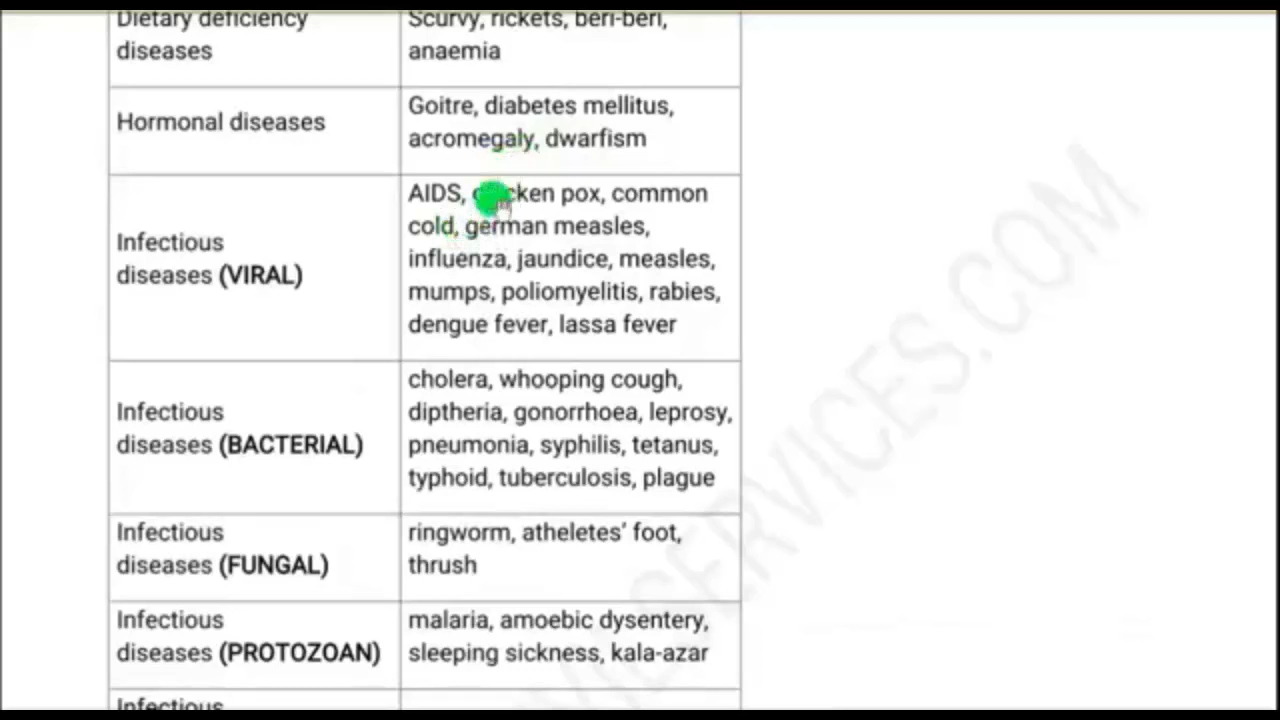 Dietary deficiency
diseases
Scurvy, rickets, beri-beri,
anaemia
Hormonal diseases
Goitre, diabetes mellitus,
acromegaly, dwarfism
Infectious
diseases (VIRAL)
AIDS, chicken pox, common
cold, german measles,
influenza, jaundice, measles,
mumps, poliomyelitis, rabies,
dengue fever, lassa fever
Infectious
diseases (BACTERIAL)
cholera, whooping cough,
diptheria, gonorrhoea, leprosy,
pneumonia, syphilis, tetanus,
typhoid, tuberculosis, plague
Infectious
diseases (FUNGAL)
ringworm, atheletes’ foot,
thrush
Infectious
diseases (PROTOZOAN)
malaria, amoebic dysentery,
sleeping sickness, kala-azar
Infectious